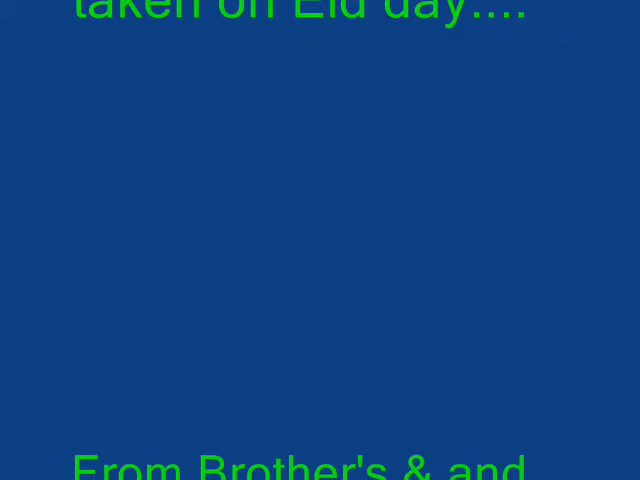 taken on Eid day....
From Brother's & and